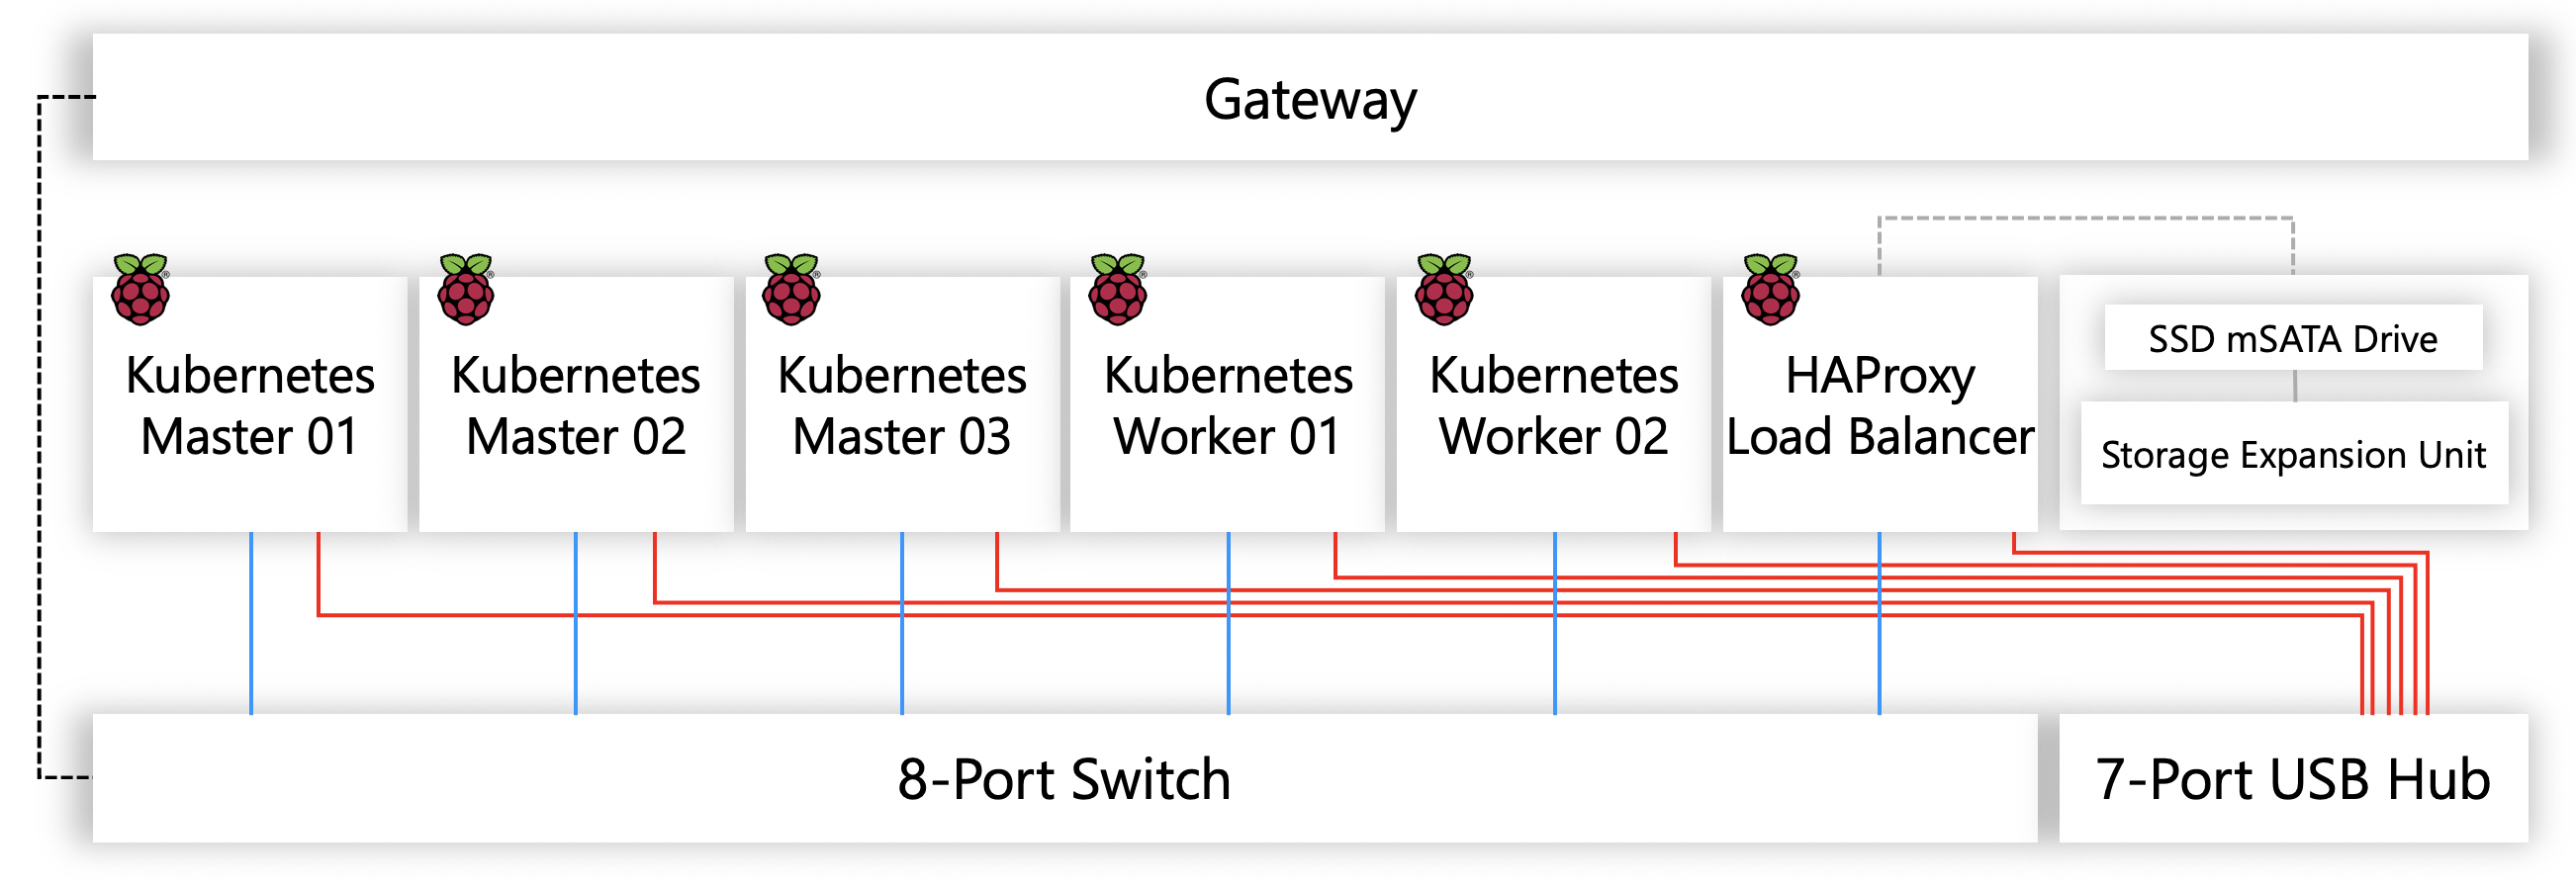 Gateway
Kubernetes
Master 01
Kubernetes
Master 02
Kubernetes
Master 03
Kubernetes
Worker 01
Kubernetes
Worker 02
HAProxy
Load Balancer
SSD mSATA Drive
Storage Expansion Unit
8-Port Switch
7-Port USB Hub